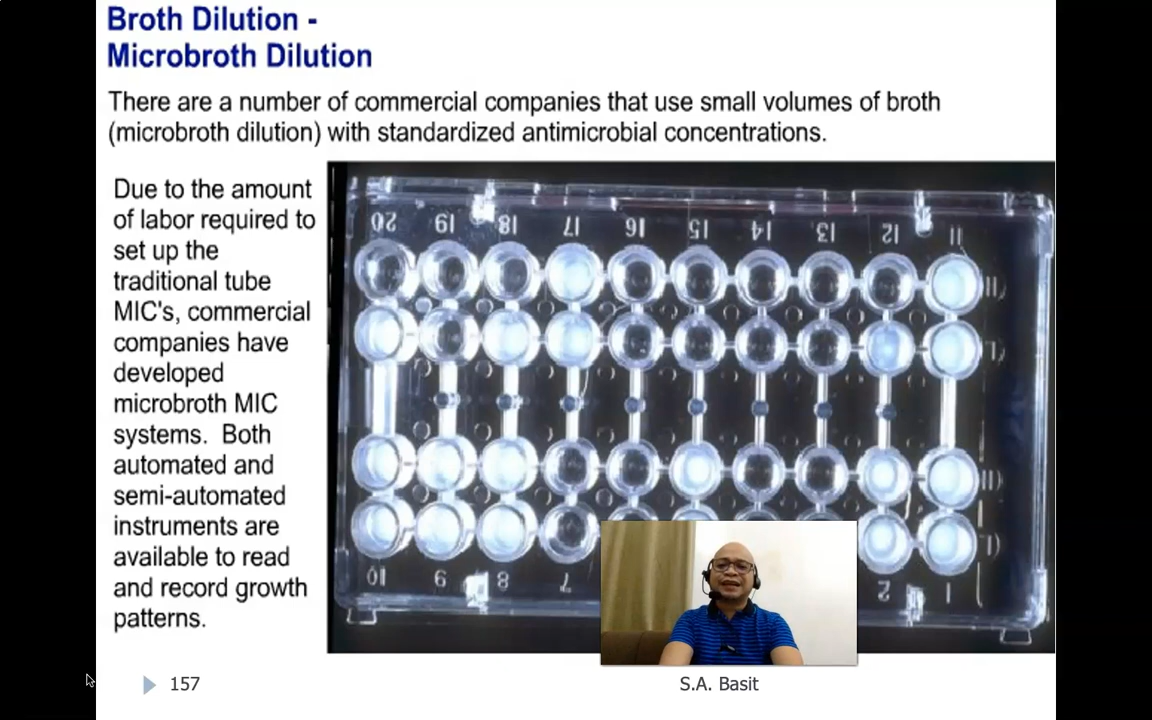 Broth Dilution -
Microbroth Dilution
There are a number of commercial companies that use small volumes of broth
(microbroth dilution) with standardized antimicrobial concentrations.
Due to the amount
of labor required to
set up the
traditional tube
MIC's, commercial
companies have
developed
microbroth MIC
systems. Both
automated and
semi-automated
instruments are
available to read
and record growth
patterns.
20 19 18 17 16 15 14 13 12 11
10 9 8 7 2 1
157
S.A. Basit